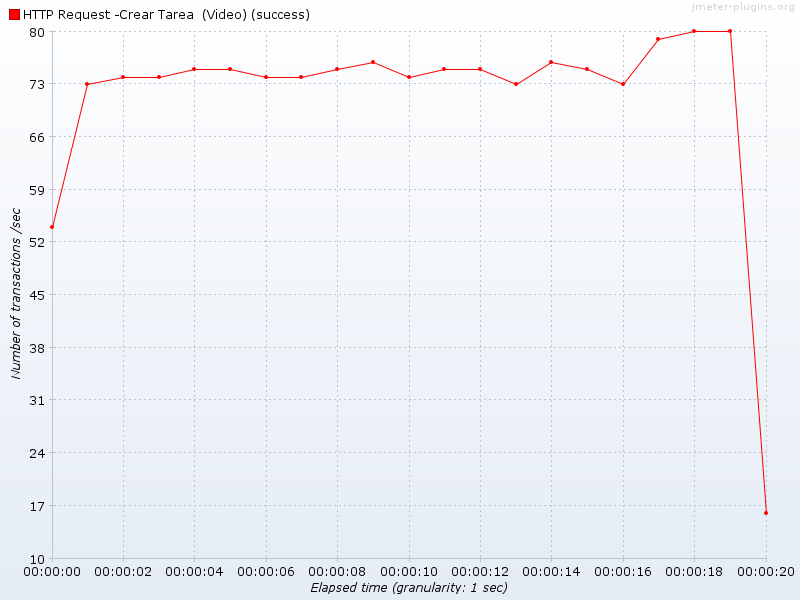 jmeter-plugins.org
HTTP Request -Crear Tarea  (Video) (success)
80
73
66
59
52
45
38
31
24
17
10
Number of transactions /sec
00:00:00 00:00:02 00:00:04 00:00:06 00:00:08 00:00:10 00:00:12 00:00:14 00:00:16 00:00:18 00:00:20
Elapsed time (granularity: 1 sec)